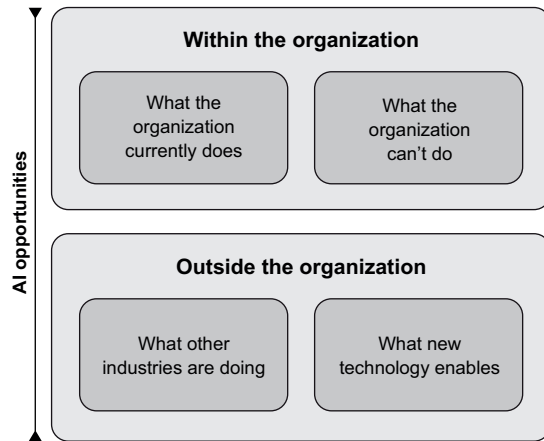 Within the organization
What the
organization
currently does
What the
organization
can't do
AI opportunities
Outside the organization
What other
industries are doing
What new
technology enables